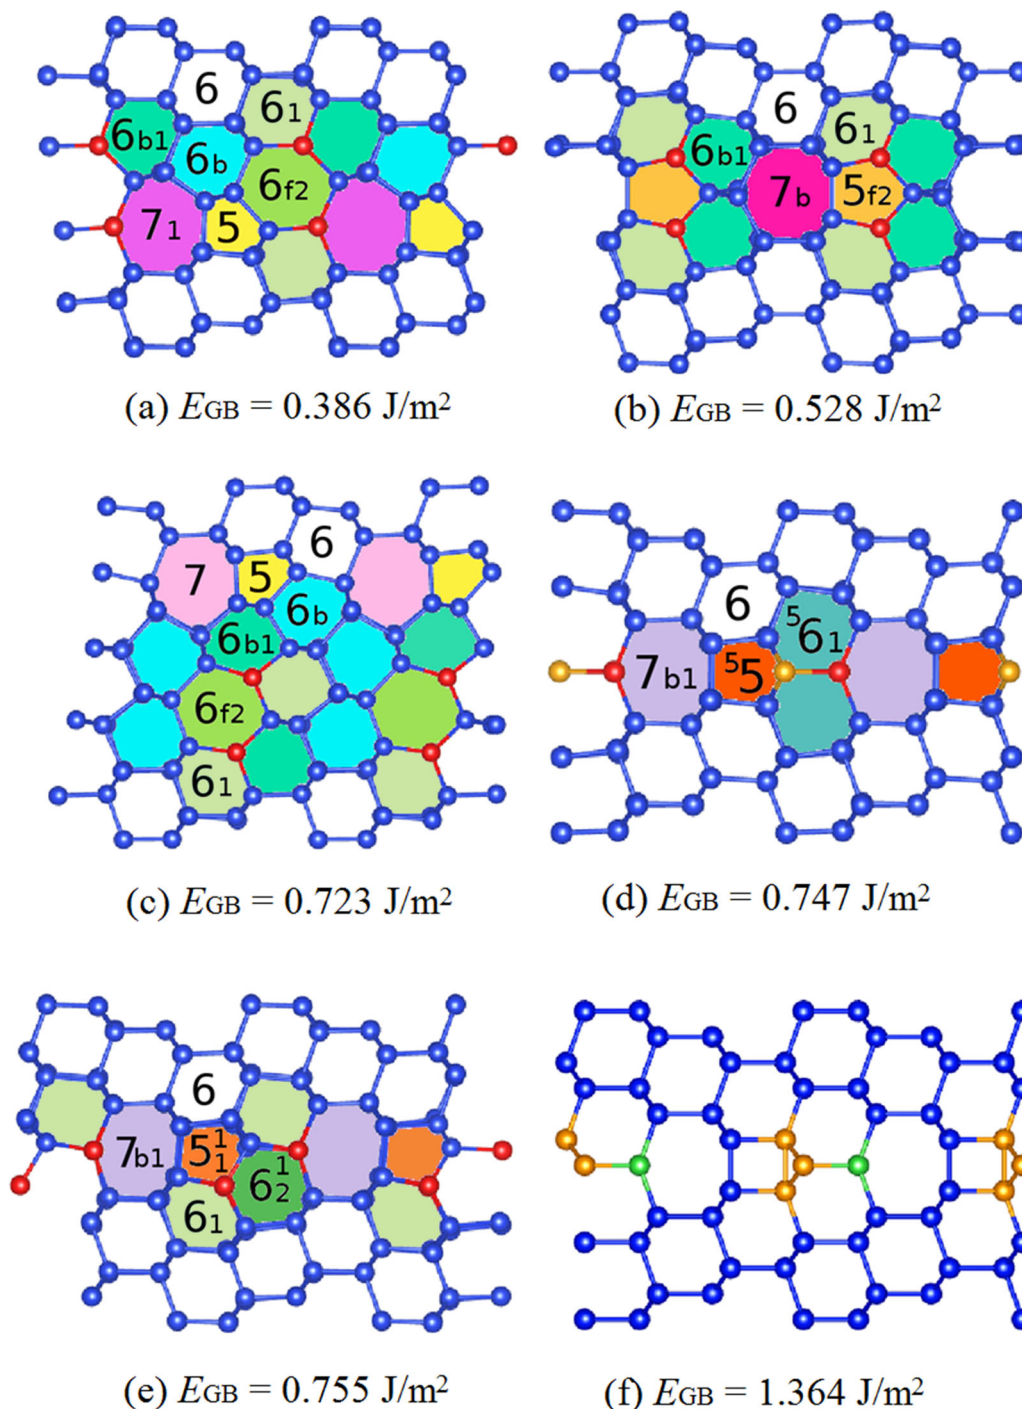 6 6₁
6b1 6b
6f2
7₁ 5
(a) EGB = 0.386 J/m²
6 6₁
6b1
7b 5f2
(b) EGB = 0.528 J/m²
6
7 5
6b
6b1
6f2
6₁
(c) EGB = 0.723 J/m²
6 ⁵6₁
7b1 ⁵5
(d) EGB = 0.747 J/m²
6
7b1 5₁¹
6₂¹
6₁
(e) EGB = 0.755 J/m²
(f) EGB = 1.364 J/m²